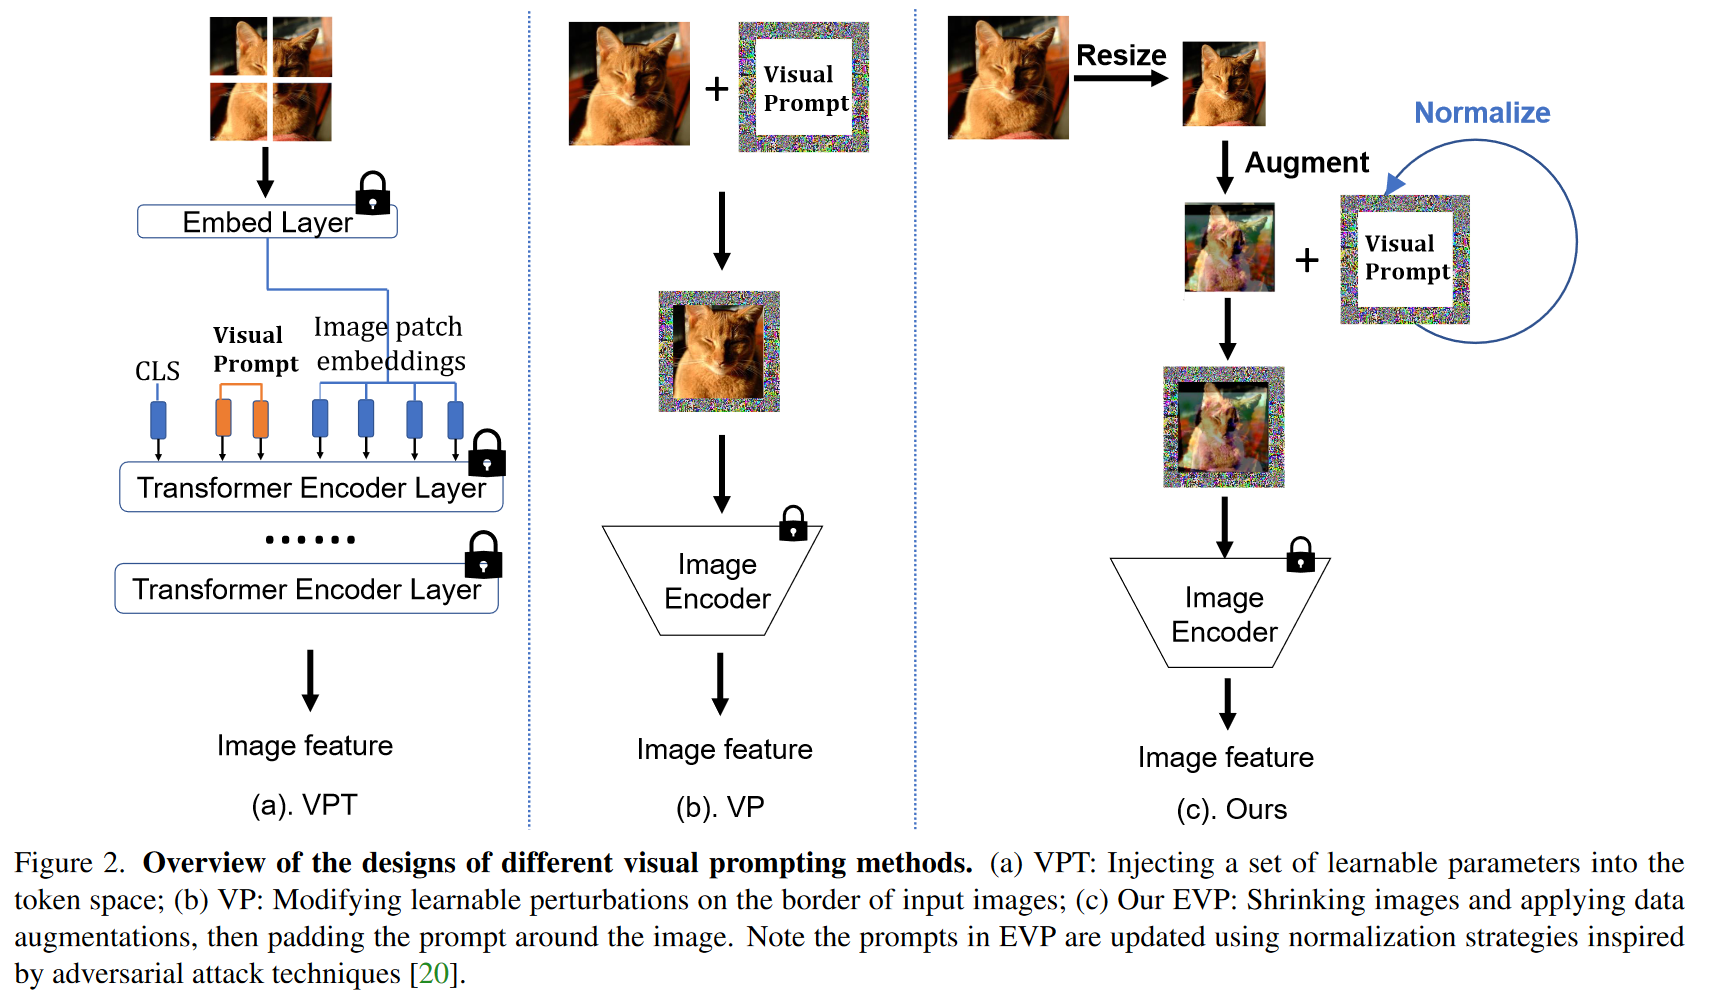 Embed Layer
Visual
Prompt
Image patch
embeddings
CLS
Transformer Encoder Layer
......
Transformer Encoder Layer
Image feature
(a). VPT
+
Visual
Prompt
Image
Encoder
Image feature
(b). VP
Resize
Normalize
Augment
+
Visual
Prompt
Image
Encoder
Image feature
(c). Ours
Figure 2. Overview of the designs of different visual prompting methods. (a) VPT: Injecting a set of learnable parameters into the
token space; (b) VP: Modifying learnable perturbations on the border of input images; (c) Our EVP: Shrinking images and applying data
augmentations, then padding the prompt around the image. Note the prompts in EVP are updated using normalization strategies inspired
by adversarial attack techniques [20].